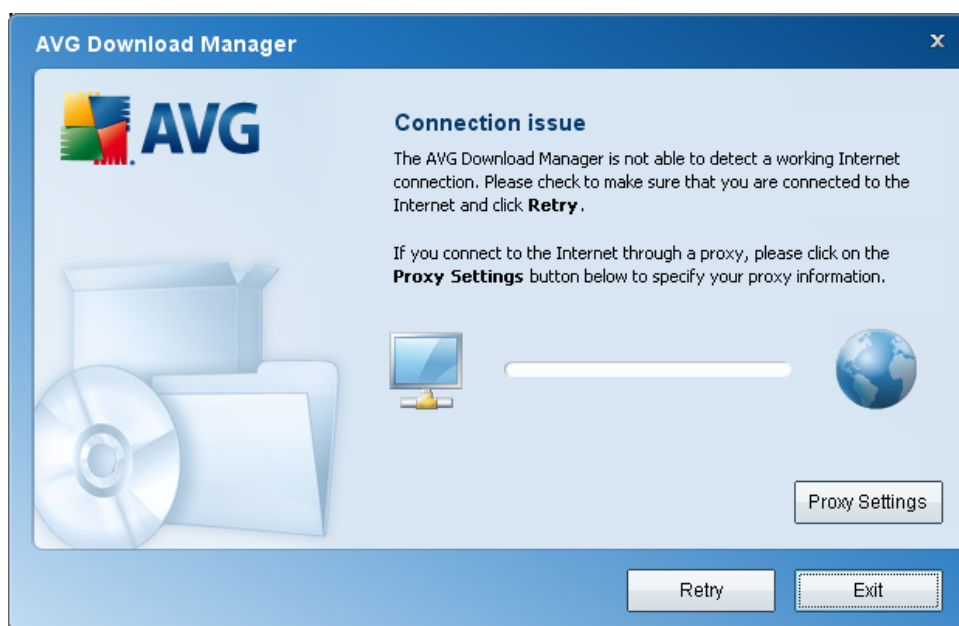 AVG Download Manager
x
AVG
Connection issue
The AVG Download Manager is not able to detect a working Internet
connection. Please check to make sure that you are connected to the
Internet and click Retry.
If you connect to the Internet through a proxy, please click on the
Proxy Settings button below to specify your proxy information.
Proxy Settings
Retry
Exit